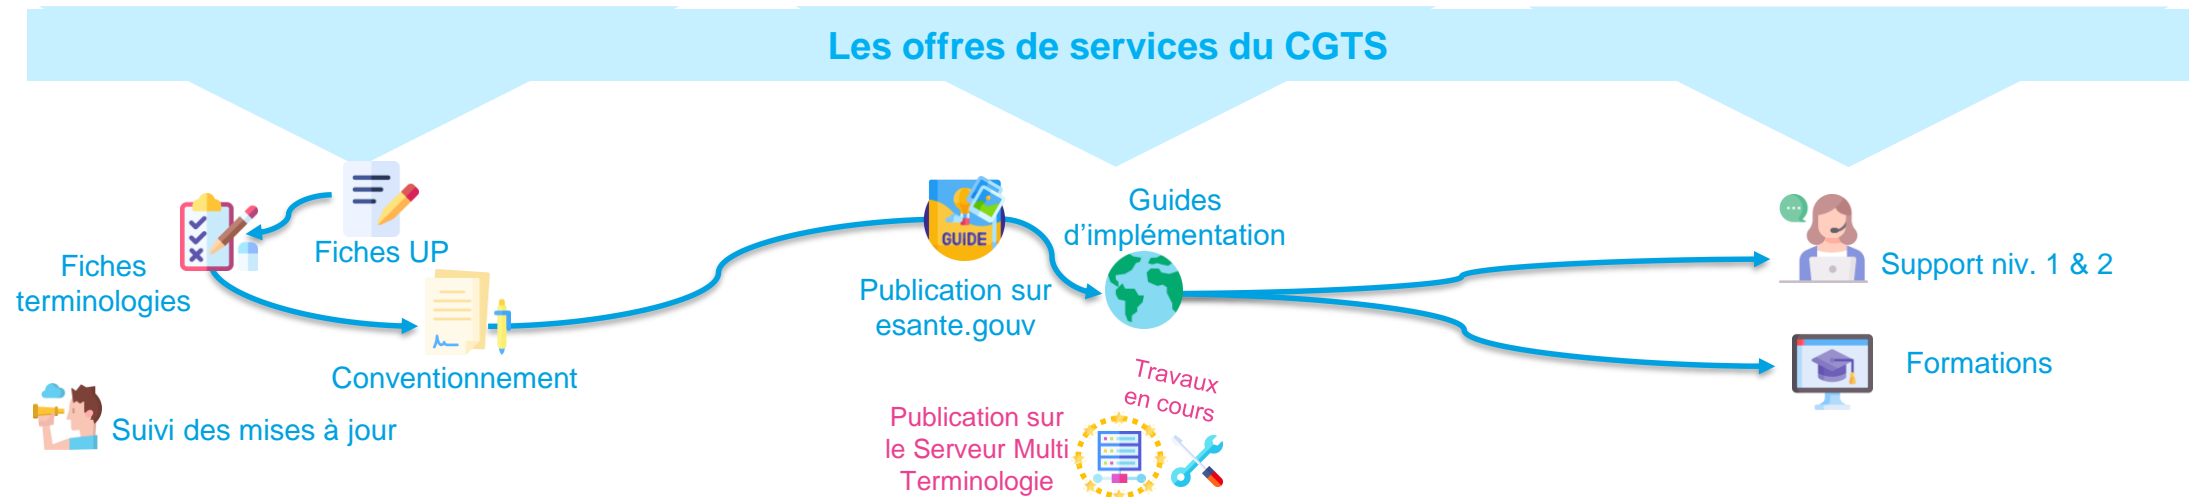 Les offres de services du CGTS
Fiches UP
Fiches
terminologies
Conventionnement
Suivi des mises à jour
GUIDE
Publication sur
esante.gouv
Guides
d’implémentation
Travaux
en cours
Publication sur
le Serveur Multi
Terminologie
Support niv. 1 & 2
Formations